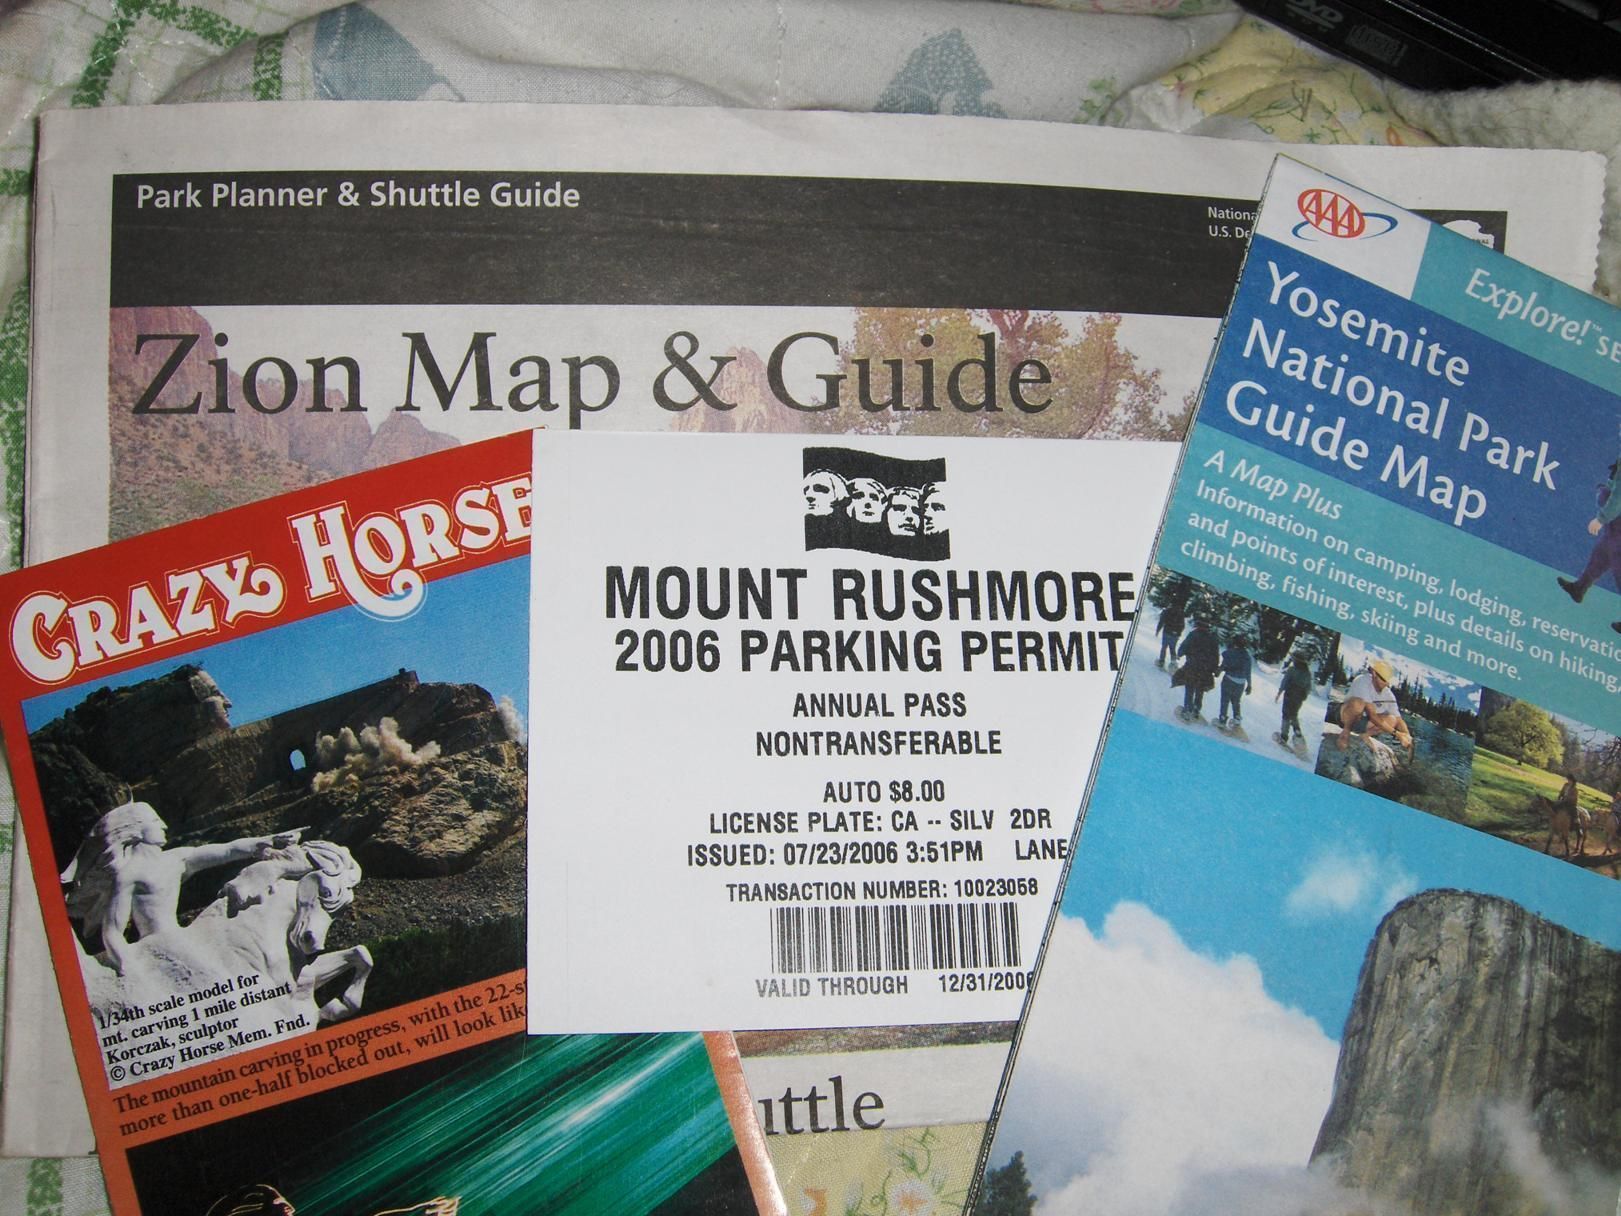 DVD
Park Planner & Shuttle Guide
Zion Map & Guide
AAA
Explore!™
Yosemite
National Park
Guide Map
A Map Plus
Information on camping, lodging,
and points of interest, plus details on hiking,
climbing, fishing, skiing and more.
CRAZY HORSE
1/34th scale model for
mt. carving 1 mile distant
Korczak, sculptor
© Crazy Horse Mem. Fnd.
The mountain carving in progress, with the
more than one-half blocked out, will look
MOUNT RUSHMORE
2006 PARKING PERMIT
ANNUAL PASS
NONTRANSFERABLE
AUTO $8.00
LICENSE PLATE: CA -- SILV 2DR
ISSUED: 07/23/2006 3:51PM LANE
TRANSACTION NUMBER: 10023058
VALID THROUGH 12/31/2006